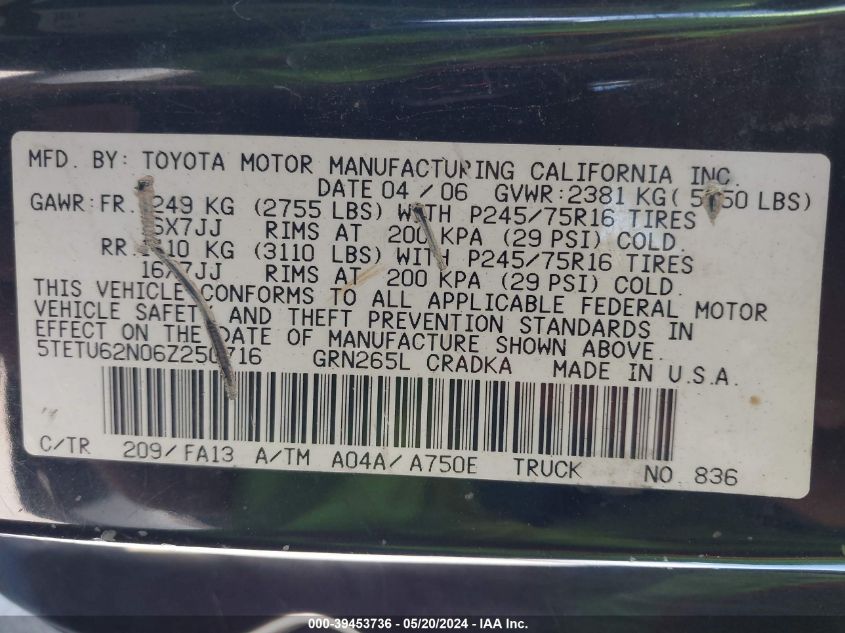 MFD. BY: TOYOTA MOTOR MANUFACTURING CALIFORNIA INC.
DATE 04 / 06 GVWR: 2381 KG ( LBS)
GAWR: FR. KG (2755 LBS) WITH P245/75R16 TIRES
RIMS AT 200 KPA (29 PSI) COLD.
RR. KG (3110 LBS) WITH P245/75R16 TIRES
16X7JJ RIMS AT 200 KPA (29 PSI) COLD.
THIS VEHICLE CONFORMS TO ALL APPLICABLE FEDERAL MOTOR
VEHICLE SAFETY AND THEFT PREVENTION STANDARDS IN
EFFECT ON THE DATE OF MANUFACTURE SHOWN ABOVE.
GRN265L CRADKA MADE IN U.S.A.
C/TR 209/FA13 A/TM A04A/A750E TRUCK NO 836
000-39453736 - 05/20/2024 - IAA Inc.